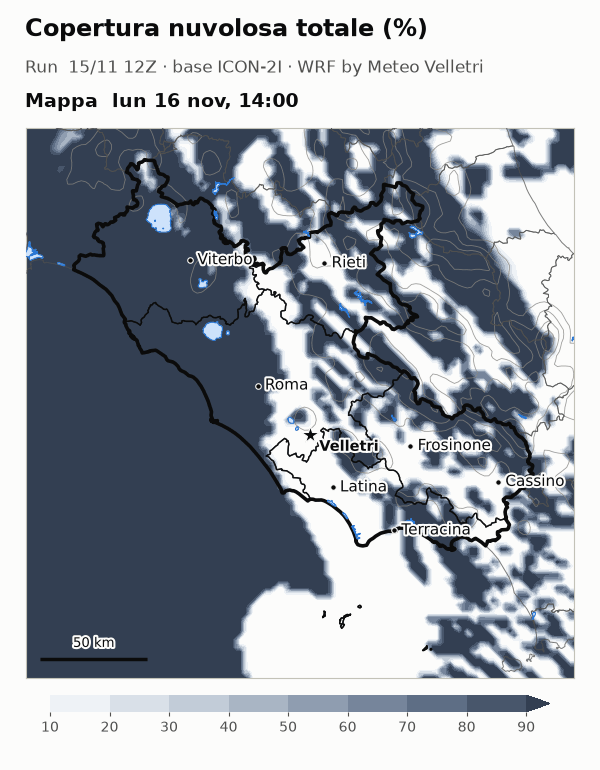 Copertura nuvolosa totale (%)
Run  15/11 12Z · base ICON-2I · WRF by Meteo Velletri
Mappa  lun 16 nov, 14:00
Viterbo
Rieti
Roma
Velletri
Frosinone
Cassino
Latina
Terracina
50 km
10 20 30 40 50 60 70 80 90